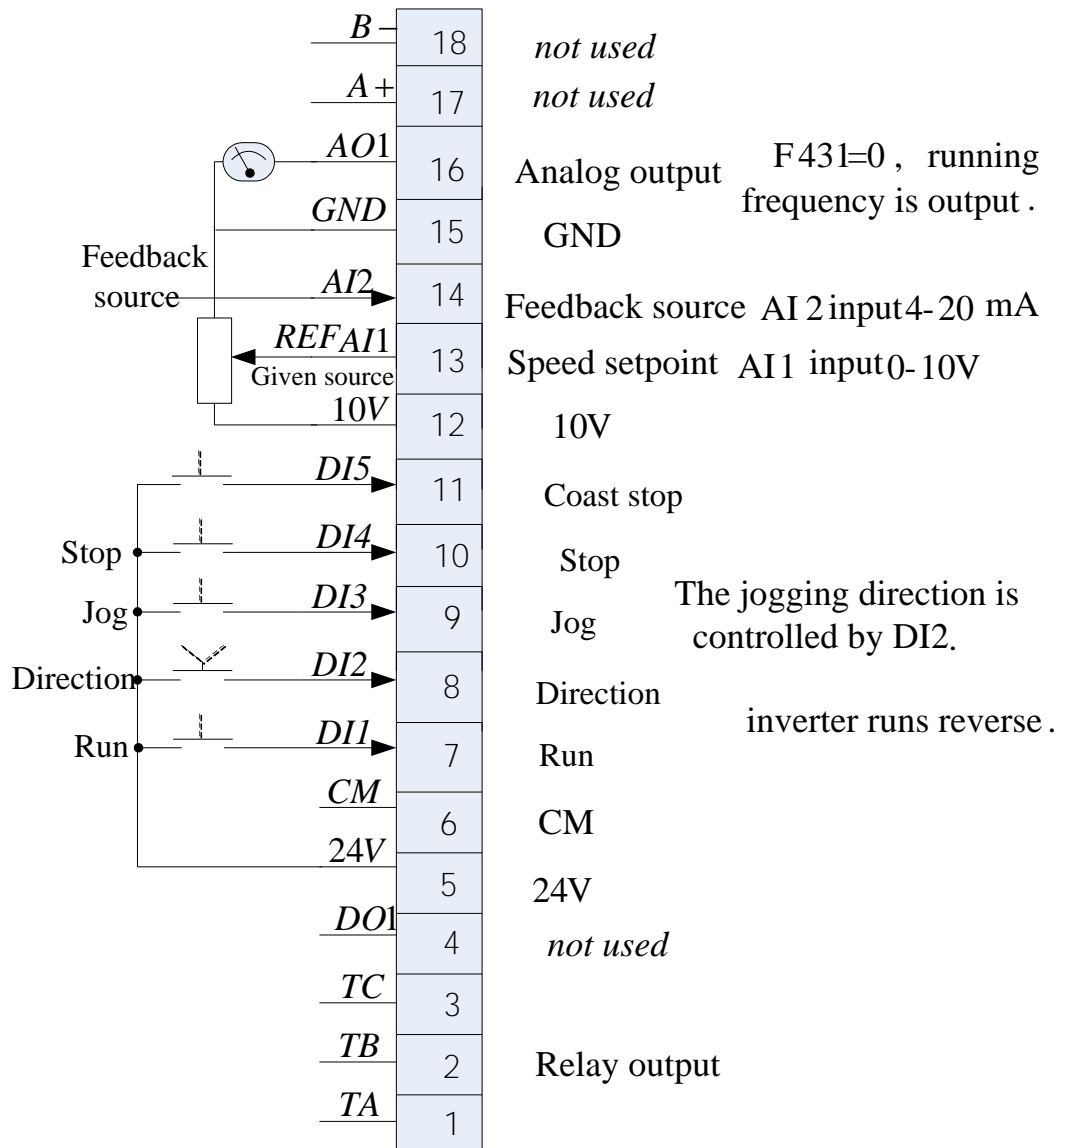 B – 18 not used
A + 17 not used
AO1 16 Analog output F431=0 , running
frequency is output .
GND 15 GND
Feedback
source AI2 14 Feedback source AI 2 input 4-20 mA
REF AI1 13 Speed setpoint AI 1 input 0-10V
Given source
10V 12 10V
DI5 11 Coast stop
Stop DI4 10 Stop
Jog DI3 9 Jog The jogging direction is
controlled by DI2.
Direction DI2 8 Direction
inverter runs reverse .
Run DI1 7 Run
CM 6 CM
24V 5 24V
DO1 4 not used
TC 3
TB 2 Relay output
TA 1